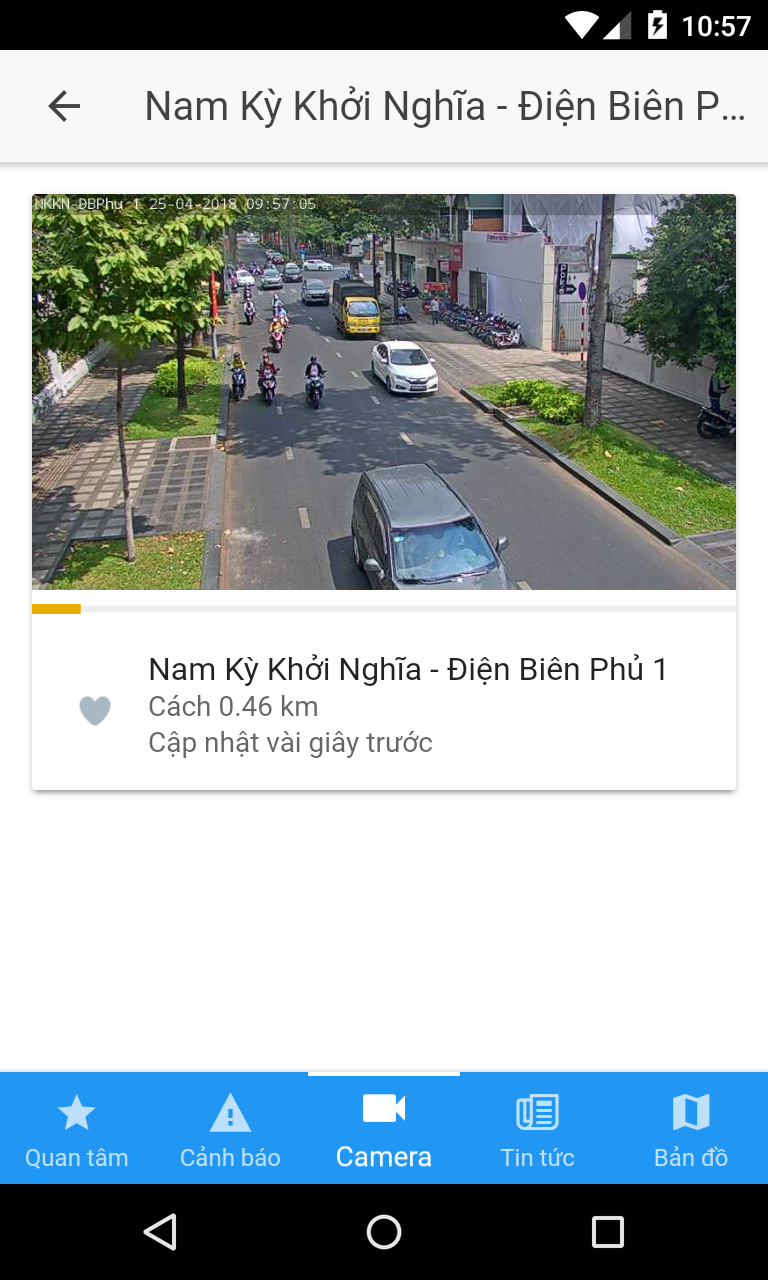 10:57
Nam Kỳ Khởi Nghĩa - Điện Biên P...
NKKN-DBPhu 1 25-04-2018 09:57:05
Nam Kỳ Khởi Nghĩa - Điện Biên Phủ 1
Cách 0.46 km
Cập nhật vài giây trước
Quan tâm
Cảnh báo
Camera
Tin tức
Bản đồ